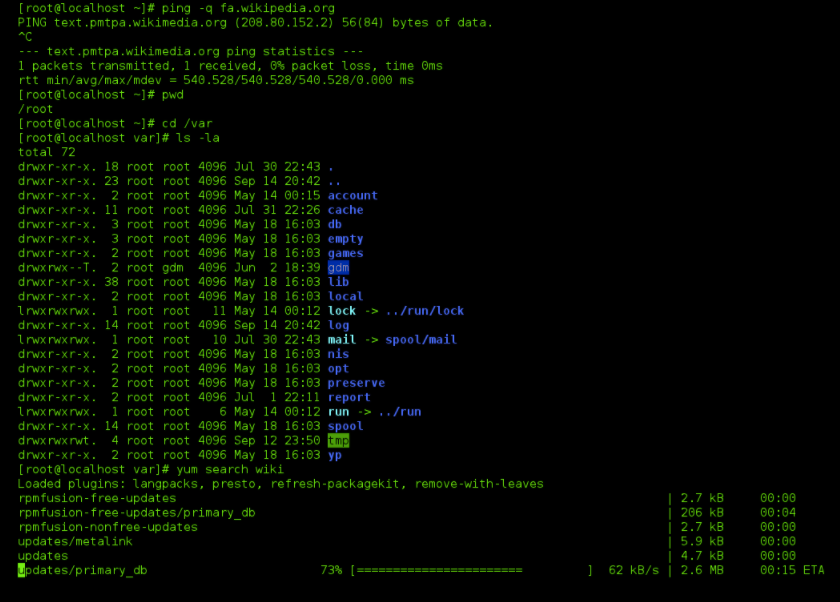 [root@localhost ~]# ping -q fa.wikipedia.org
PING text.pmtpa.wikimedia.org (208.80.152.2) 56(84) bytes of data.
^C
--- text.pmtpa.wikimedia.org ping statistics ---
1 packets transmitted, 1 received, 0% packet loss, time 0ms
rtt min/avg/max/mdev = 540.528/540.528/540.528/0.000 ms
[root@localhost ~]# pwd
/root
[root@localhost ~]# cd /var
[root@localhost var]# ls -la
total 72
drwxr-xr-x. 18 root root 4096 Jul 30 22:43 .
drwxr-xr-x. 23 root root 4096 Sep 14 20:42 ..
drwxr-xr-x.  2 root root 4096 May 14 00:15 account
drwxr-xr-x. 11 root root 4096 Jul 31 22:26 cache
drwxr-xr-x.  3 root root 4096 May 18 16:03 db
drwxr-xr-x.  3 root root 4096 May 18 16:03 empty
drwxr-xr-x.  2 root root 4096 May 18 16:03 games
drwxrwx--T.  2 root gdm  4096 Jun  2 18:39 gdm
drwxr-xr-x. 38 root root 4096 May 18 16:03 lib
drwxr-xr-x.  2 root root 4096 May 18 16:03 local
lrwxrwxrwx.  1 root root   11 May 14 00:12 lock -> ../run/lock
drwxr-xr-x. 14 root root 4096 Sep 14 20:42 log
lrwxrwxrwx.  1 root root   10 Jul 30 22:43 mail -> spool/mail
drwxr-xr-x.  2 root root 4096 May 18 16:03 nis
drwxr-xr-x.  2 root root 4096 May 18 16:03 opt
drwxr-xr-x.  2 root root 4096 May 18 16:03 preserve
drwxr-xr-x.  2 root root 4096 Jul  1 22:11 report
lrwxrwxrwx.  1 root root    6 May 14 00:12 run -> ../run
drwxr-xr-x. 14 root root 4096 May 18 16:03 spool
drwxrwxrwt.  4 root root 4096 Sep 12 23:50 tmp
drwxr-xr-x.  2 root root 4096 May 18 16:03 yp
[root@localhost var]# yum search wiki
Loaded plugins: langpacks, presto, refresh-packagekit, remove-with-leaves
rpmfusion-free-updates | 2.7 kB 00:00
rpmfusion-free-updates/primary_db | 206 kB 00:04
rpmfusion-nonfree-updates | 2.7 kB 00:00
updates/metalink | 5.9 kB 00:00
updates | 4.7 kB 00:00
updates/primary_db 73% [======================= ] 62 kB/s | 2.6 MB 00:15 ETA